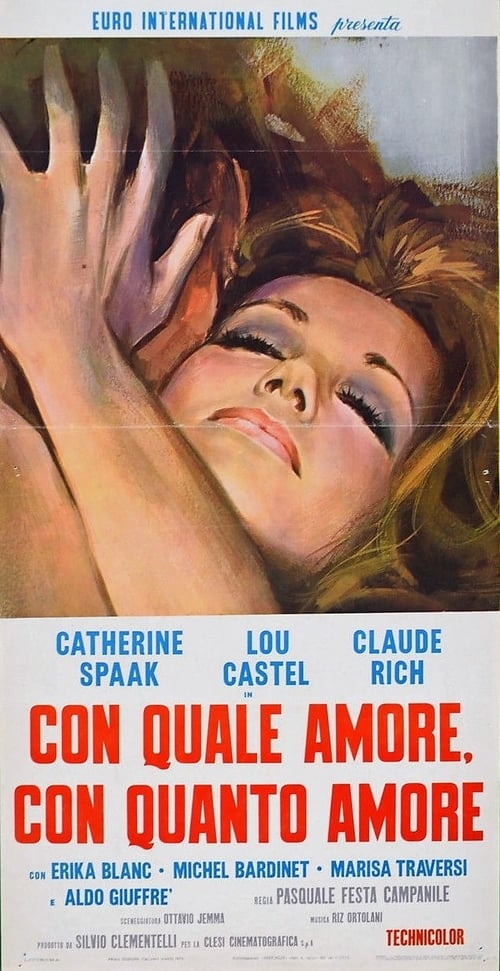 EURO INTERNATIONAL FILMS presenta
CATHERINE SPAAK
LOU CASTEL
CLAUDE RICH
IN
CON QUALE AMORE,
CON QUANTO AMORE
CON ERIKA BLANC · MICHEL BARDINET · MARISA TRAVERSI
E ALDO GIUFFRE'
REGIA PASQUALE FESTA CAMPANILE
SCENEGGIATURA OTTAVIO JEMMA
MUSICA RIZ ORTOLANI
PRODOTTO DA SILVIO CLEMENTELLI PER LA CLESI CINEMATOGRAFICA S.p.A
TECHNICOLOR